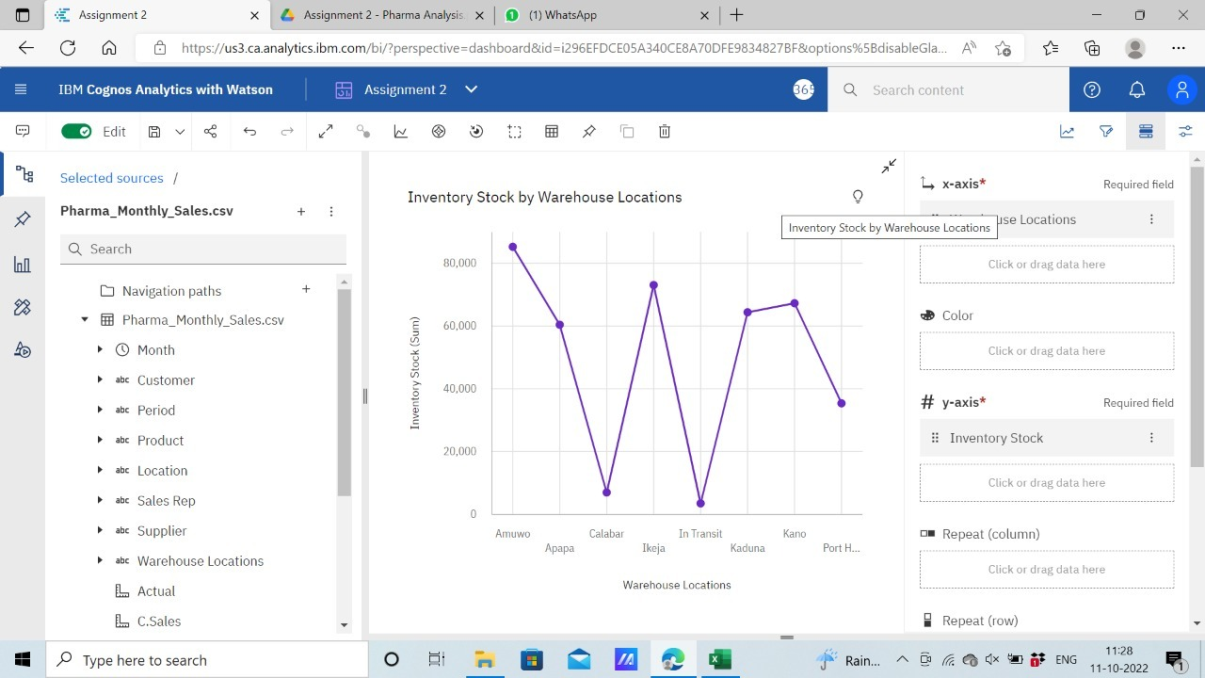 Assignment 2
Assignment 2 - Pharma Analysis.
(1) WhatsApp
https://us3.ca.analytics.ibm.com/bi/?perspective=dashboard&id=i296EFDCE05A340CE8A70DFE9834827BF&options%5BdisableGla...
IBM Cognos Analytics with Watson
Assignment 2
365
Search content
Edit
Selected sources /
Pharma_Monthly_Sales.csv
Search
Navigation paths
Pharma_Monthly_Sales.csv
Month
abc Customer
abc Period
abc Product
abc Location
abc Sales Rep
abc Supplier
abc Warehouse Locations
Actual
C.Sales
Inventory Stock by Warehouse Locations
Inventory Stock by Warehouse Locations
Inventory Stock (Sum)
80,000
60,000
40,000
20,000
0
Amuwo
Apapa
Calabar
Ikeja
In Transit
Kaduna
Kano
Port H...
Warehouse Locations
x-axis*
Required field
use Locations
Click or drag data here
Color
Click or drag data here
# y-axis*
Required field
Inventory Stock
Click or drag data here
Repeat (column)
Click or drag data here
Repeat (row)
Type here to search
Rain...
ENG
11:28
11-10-2022
1